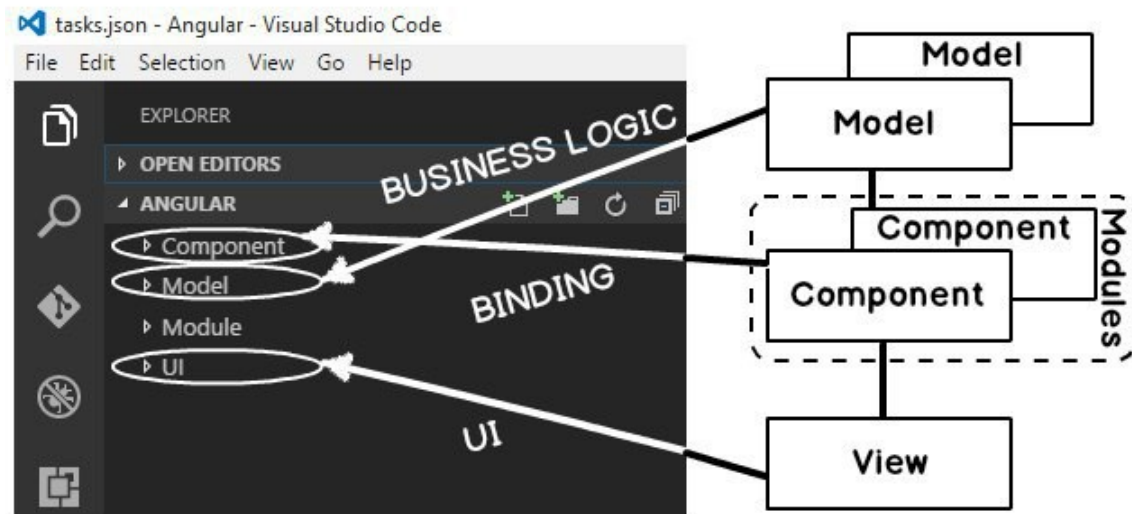 tasks.json - Angular - Visual Studio Code
File Edit Selection View Go Help
EXPLORER
OPEN EDITORS
ANGULAR
Component
Model
Module
UI
BUSINESS LOGIC
BINDING
UI
Model
Model
Component
Component
Modules
View